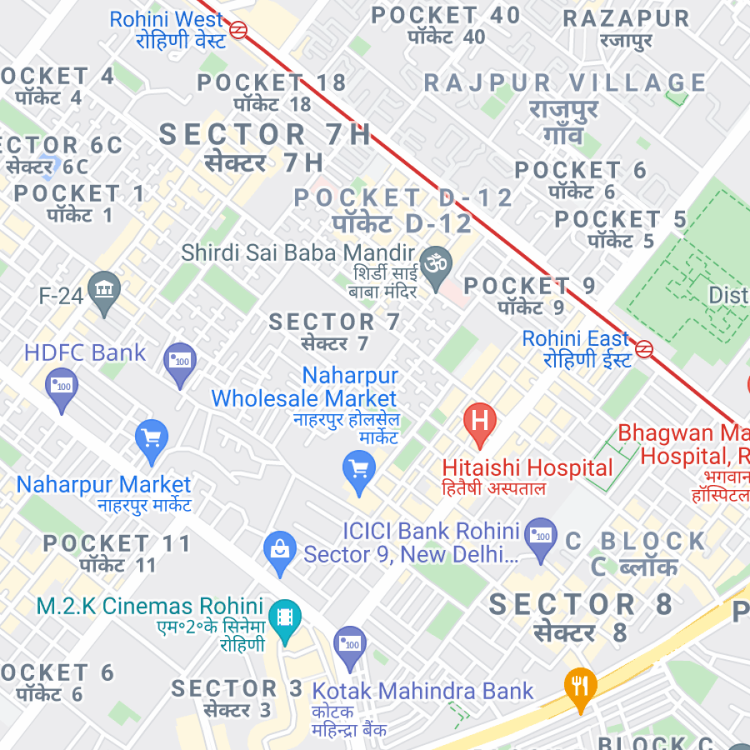 Rohini West
रोहिणी वेस्ट
POCKET 40
पॉकेट 40
RAZAPUR
रजापुर
OCKET 4
पॉकेट 4
POCKET 18
पॉकेट 18
RAJPUR VILLAGE
राजपुर
गाँव
SECTOR 7H
सेक्टर 7H
ECTOR 6C
सेक्टर 6C
POCKET 1
पॉकेट 1
POCKET 6
पॉकेट 6
POCKET D-12
पॉकेट D-12
POCKET 5
पॉकेट 5
Shirdi Sai Baba Mandir
शिर्डी साई
बाबा मंदिर
ॐ
F-24
POCKET 9
पॉकेट 9
Dist
SECTOR 7
सेक्टर 7
Rohini East
रोहिणी ईस्ट
HDFC Bank
100
100
Naharpur
Wholesale Market
नाहरपुर होलसेल
मार्केट
H
Hitaishi Hospital
हितैषी अस्पताल
Bhagwan Ma
Hospital, R
भगवान
हॉस्पिटल
Naharpur Market
नाहरपुर मार्केट
POCKET 11
पॉकेट 11
ICICI Bank Rohini
Sector 9, New Delhi...
100
C BLOCK
C ब्लॉक
M.2.K Cinemas Rohini
एम॰2॰के सिनेमा
रोहिणी
SECTOR 8
सेक्टर 8
P
100
OCKET 6
पॉकेट 6
SECTOR 3
सेक्टर 3
Kotak Mahindra Bank
कोटक
महिन्द्रा बैंक
BLOCK C